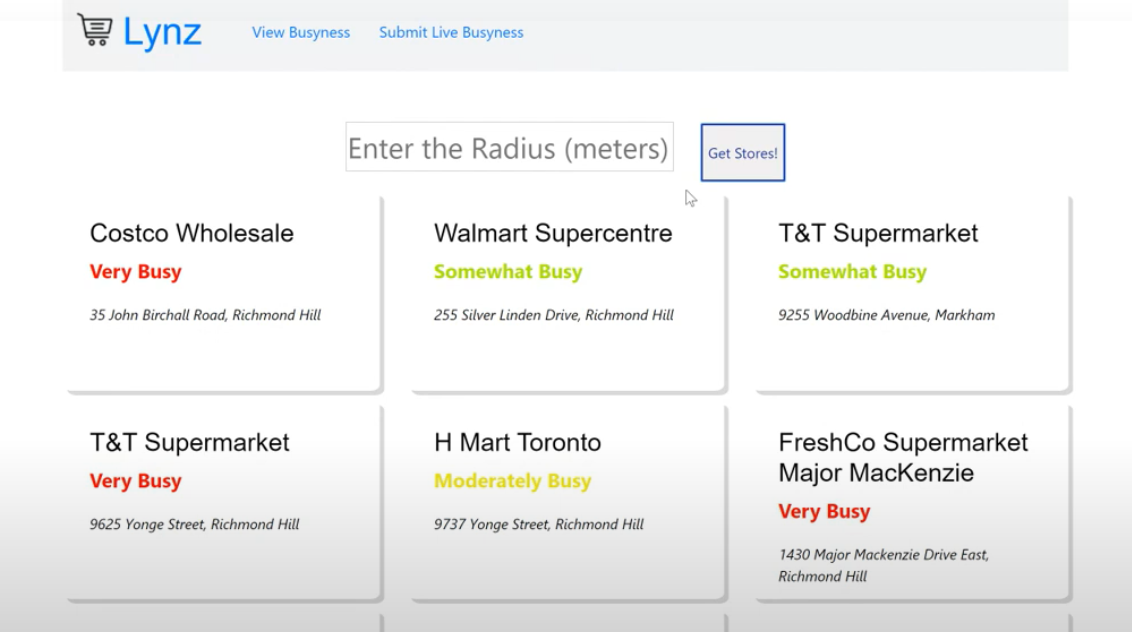 Lynz
View Busyness
Submit Live Busyness
Enter the Radius (meters)
Get Stores!
Costco Wholesale
Very Busy
35 John Birchall Road, Richmond Hill
Walmart Supercentre
Somewhat Busy
255 Silver Linden Drive, Richmond Hill
T&T Supermarket
Somewhat Busy
9255 Woodbine Avenue, Markham
T&T Supermarket
Very Busy
9625 Yonge Street, Richmond Hill
H Mart Toronto
Moderately Busy
9737 Yonge Street, Richmond Hill
FreshCo Supermarket
Major MacKenzie
Very Busy
1430 Major Mackenzie Drive East,
Richmond Hill